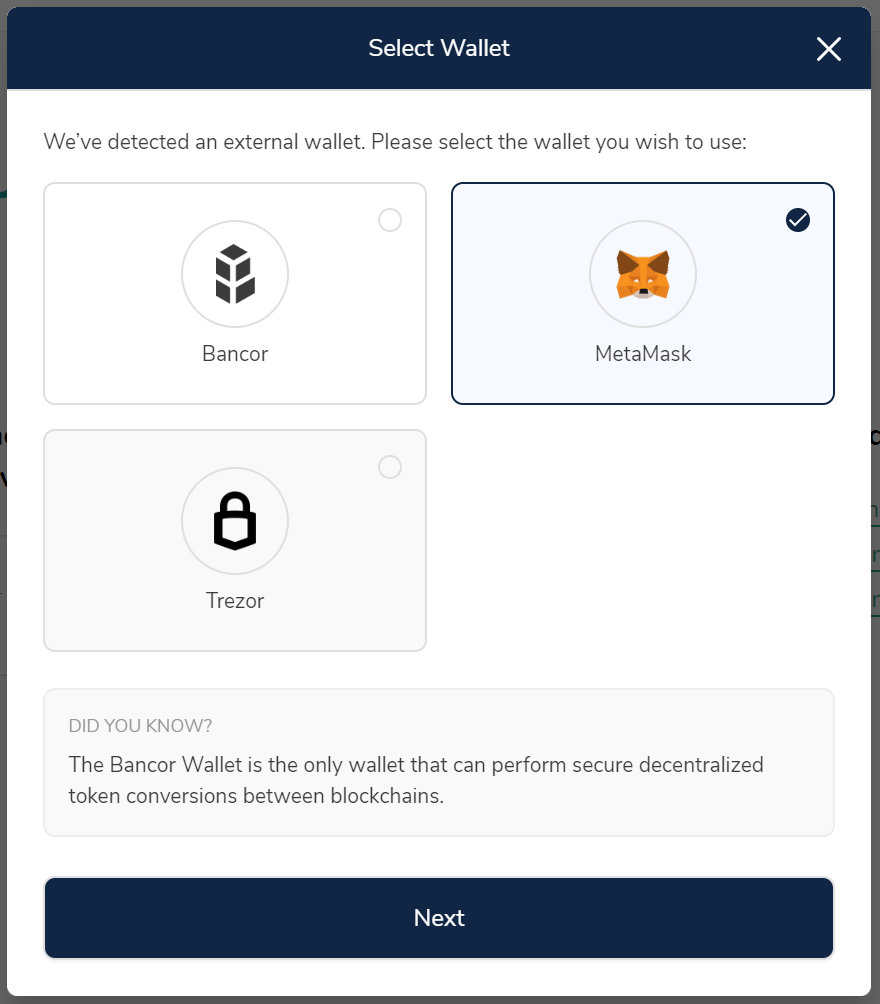 Select Wallet
We’ve detected an external wallet. Please select the wallet you wish to use:
Bancor
MetaMask
Trezor
DID YOU KNOW?
The Bancor Wallet is the only wallet that can perform secure decentralized
token conversions between blockchains.
Next